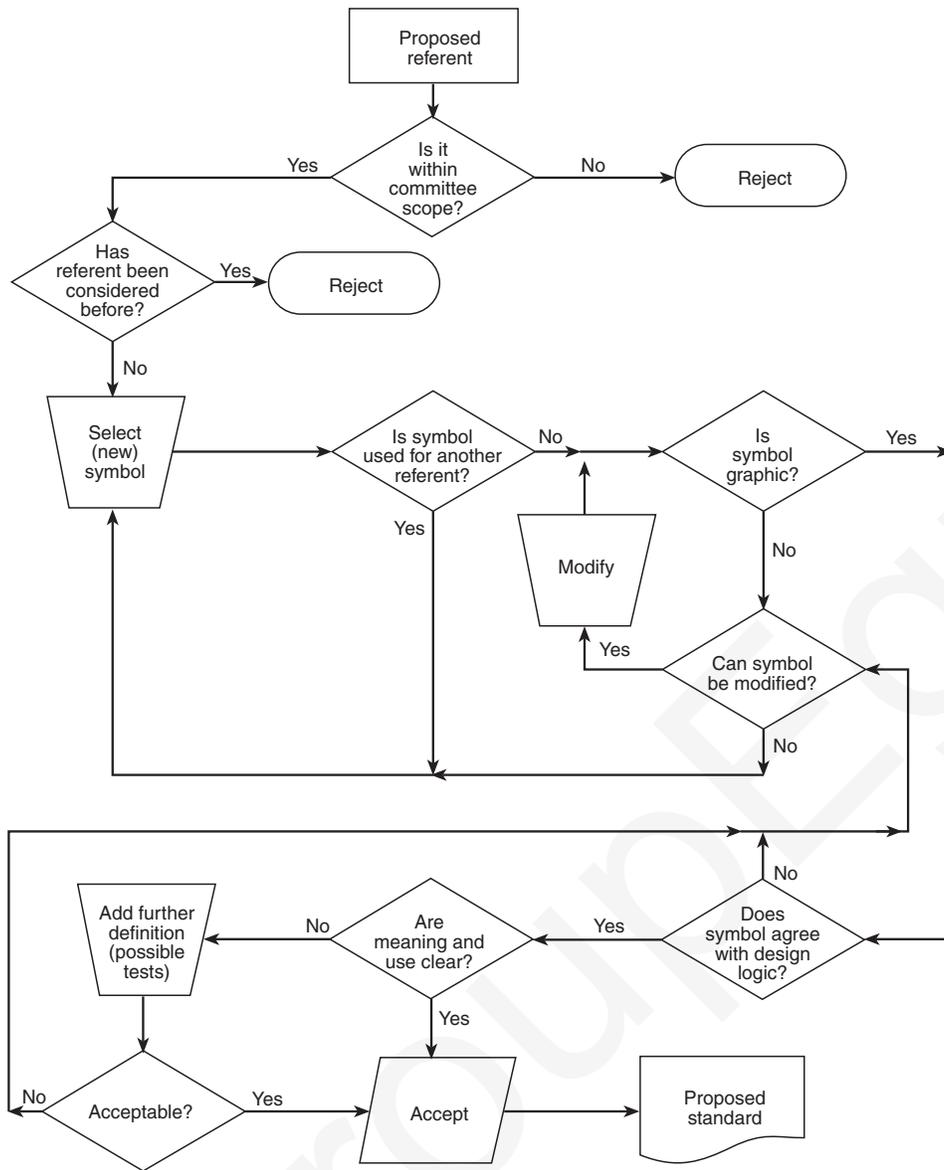 Proposed
referent
Is it
within
committee
scope?
Yes
No
Reject
Has
referent been
considered
before?
Yes
Reject
No
Select
(new)
symbol
Is symbol
used for another
referent?
No
Is
symbol
graphic?
Yes
Yes
Modify
No
Yes
Can symbol
be modified?
No
No
Add further
definition
(possible
tests)
No
Are
meaning and
use clear?
Yes
Does
symbol agree
with design
logic?
Yes
No
Acceptable?
Yes
Accept
Proposed
standard